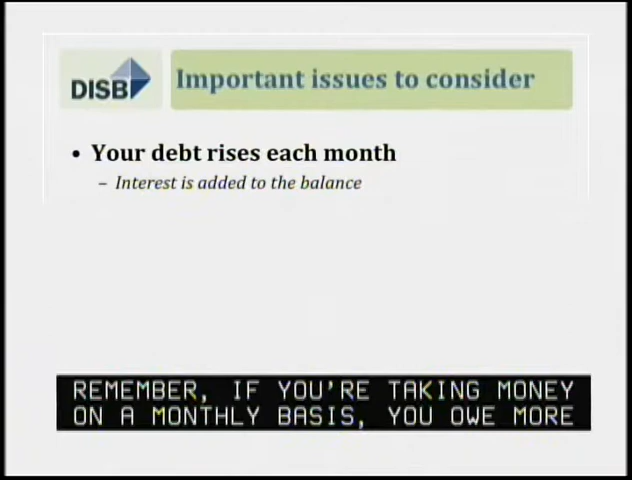 DISB
Important issues to consider
• Your debt rises each month
– Interest is added to the balance
REMEMBER, IF YOU'RE TAKING MONEY
ON A MONTHLY BASIS, YOU OWE MORE